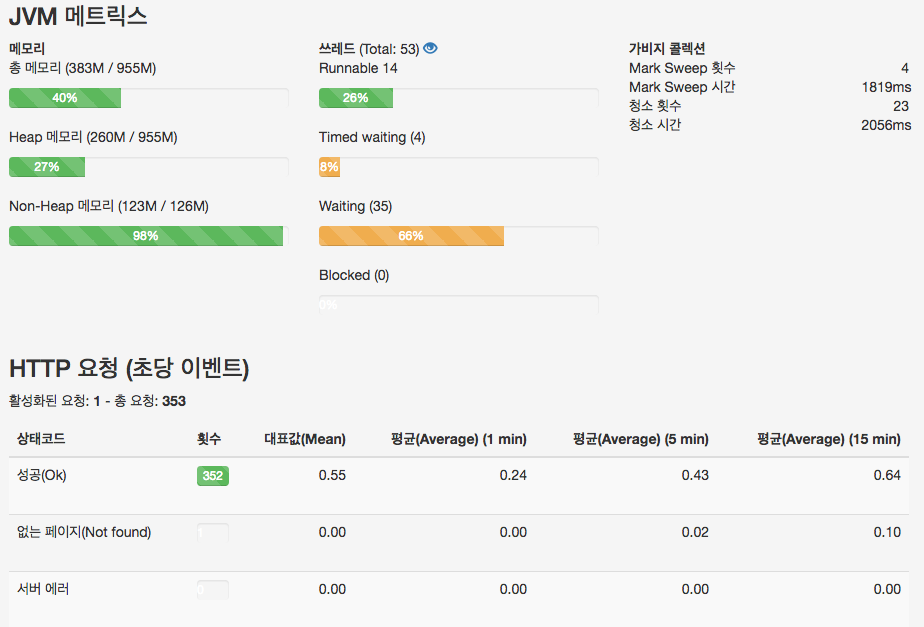 JVM 메트릭스
메모리
총 메모리 (383M / 955M)
40%
Heap 메모리 (260M / 955M)
27%
Non-Heap 메모리 (123M / 126M)
98%
쓰레드 (Total: 53)
Runnable 14
26%
Timed waiting (4)
8%
Waiting (35)
66%
Blocked (0)
0%
가비지 콜렉션
Mark Sweep 횟수 4
Mark Sweep 시간 1819ms
청소 횟수 23
청소 시간 2056ms
HTTP 요청 (초당 이벤트)
활성화된 요청: 1 - 총 요청: 353
상태코드 횟수 대표값(Mean) 평균(Average) (1 min) 평균(Average) (5 min) 평균(Average) (15 min)
성공(Ok) 352 0.55 0.24 0.43 0.64
없는 페이지(Not found) 1 0.00 0.00 0.02 0.10
서버 에러 0 0.00 0.00 0.00 0.00